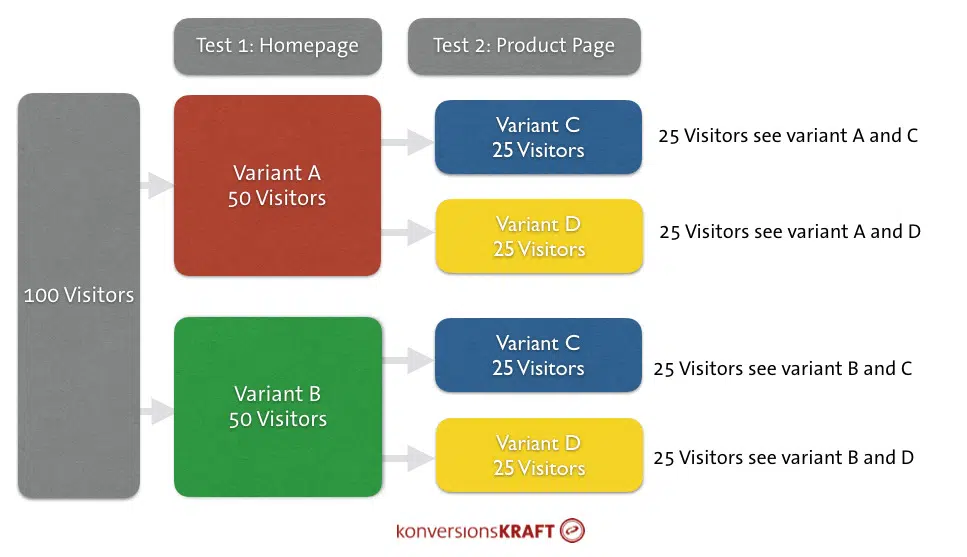 Test 1: Homepage
Test 2: Product Page
100 Visitors
Variant A
50 Visitors
Variant C
25 Visitors
25 Visitors see variant A and C
Variant D
25 Visitors
25 Visitors see variant A and D
Variant B
50 Visitors
Variant C
25 Visitors
25 Visitors see variant B and C
Variant D
25 Visitors
25 Visitors see variant B and D
konversionsKRAFT